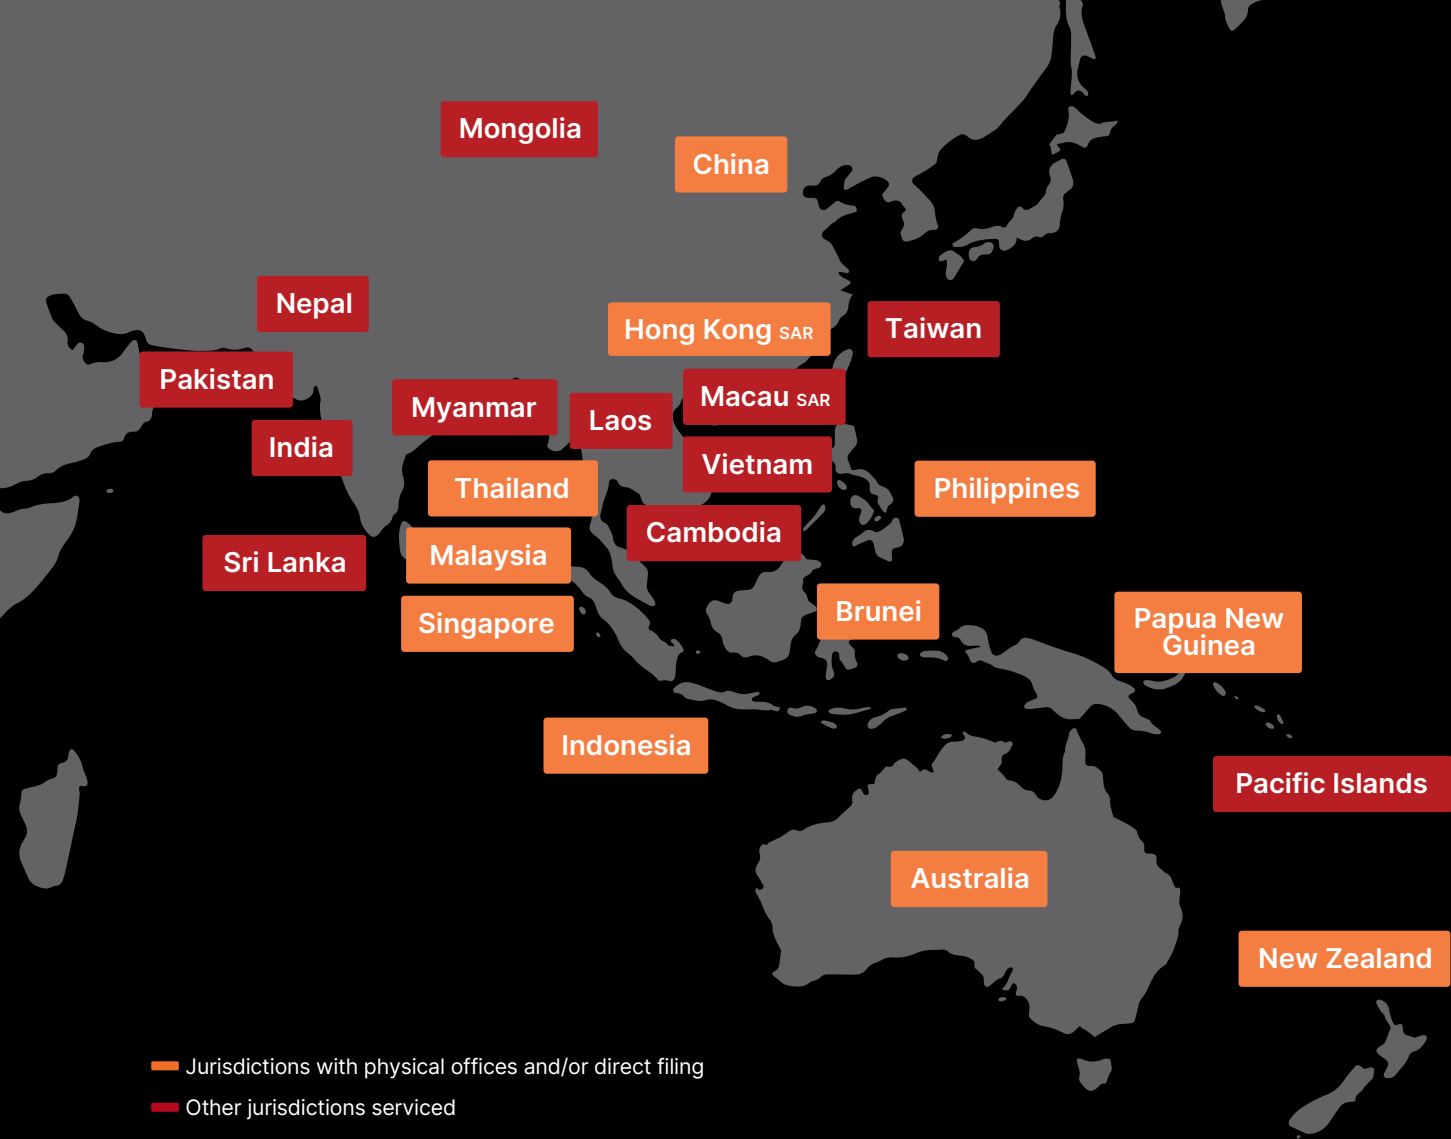 Mongolia
China
Nepal
Hong Kong SAR
Taiwan
Pakistan
Macau SAR
Myanmar
Laos
India
Vietnam
Thailand
Philippines
Cambodia
Malaysia
Sri Lanka
Brunei
Singapore
Papua New
Guinea
Indonesia
Pacific Islands
Australia
New Zealand
Jurisdictions with physical offices and/or direct filing
Other jurisdictions serviced